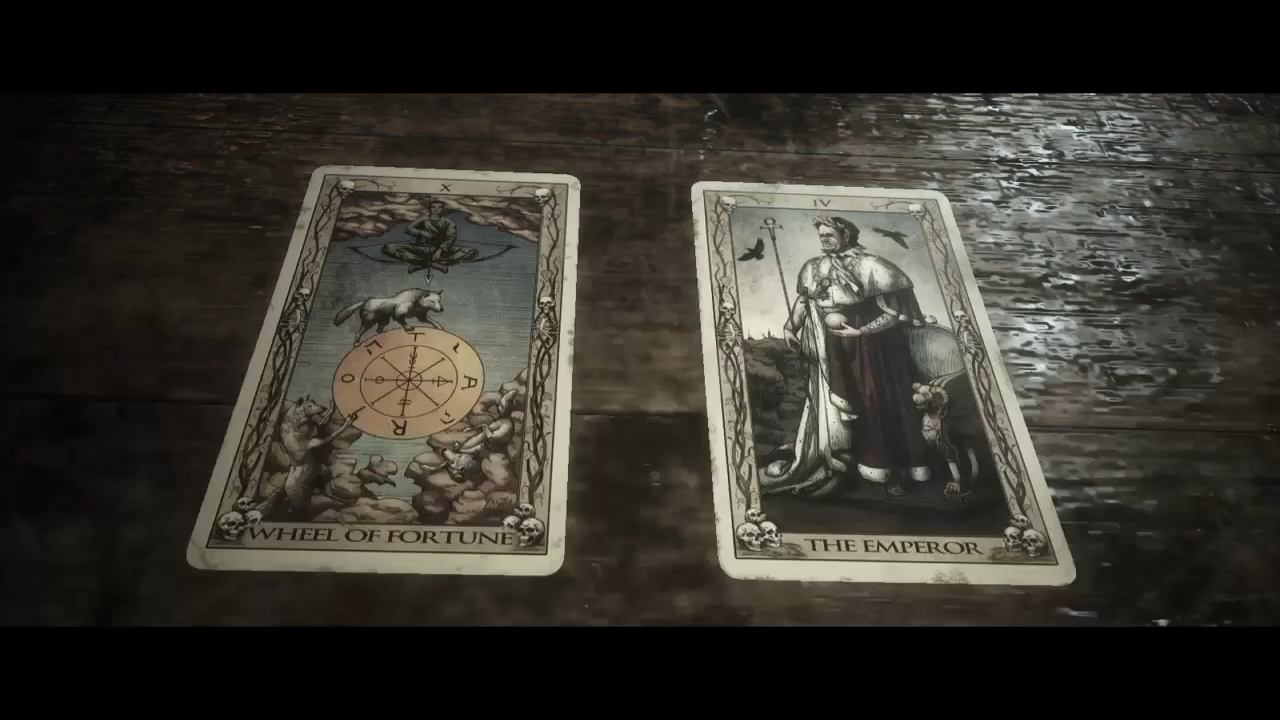 X
WHEEL OF FORTUNE
T
A
R
O
IV
THE EMPEROR